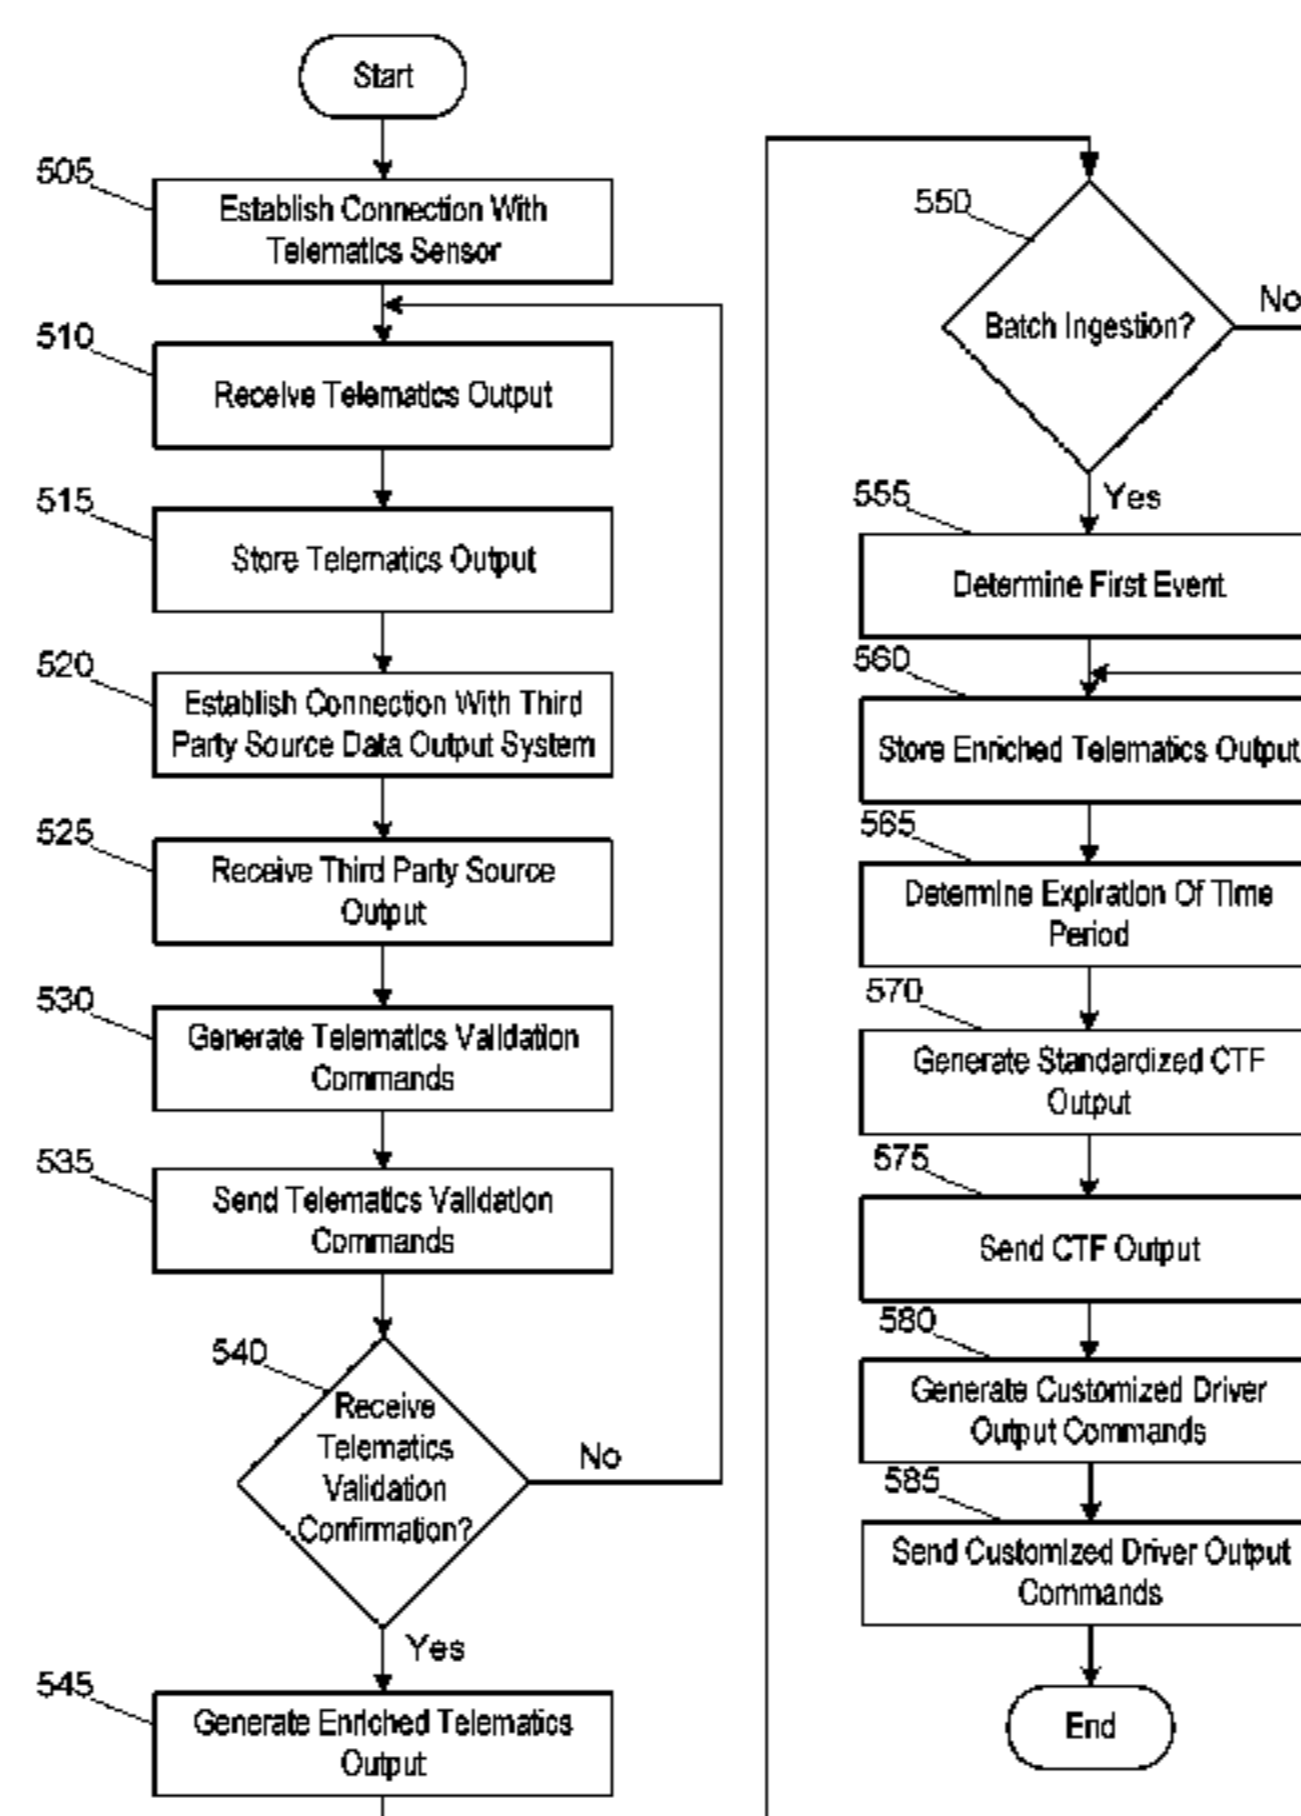 Start
505
Establish Connection With
Telematics Sensor
510
Receive Telematics Output
515
Store Telematics Output
520
Establish Connection With Third
Party Source Data Output System
525
Receive Third Party Source
Output
530
Generate Telematics Validation
Commands
535
Send Telematics Validation
Commands
540
Receive
Telematics
Validation
Confirmation?
No
Yes
545
Generate Enriched Telematics
Output
550
Batch Ingestion?
No
Yes
555
Determine First Event
560
Store Enriched Telematics Output
565
Determine Expiration Of Time
Period
570
Generate Standardized CTF
Output
575
Send CTF Output
580
Generate Customized Driver
Output Commands
585
Send Customized Driver Output
Commands
End